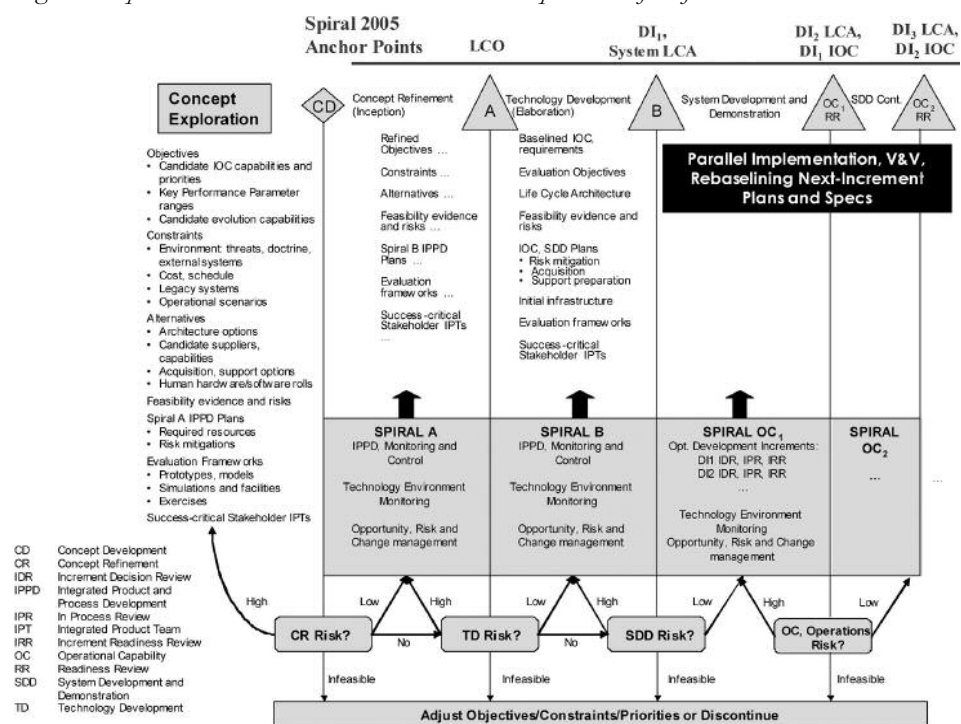 Spiral 2005
Anchor Points
LCO
DI₁,
System LCA
DI₂ LCA,
DI₁ IOC
DI₃ LCA,
DI₂ IOC
Concept
Exploration
CD
Concept Refinement
(Inception)
A
Technology Development
(Elaboration)
B
System Development and
Demonstration
OC₁
RR
SDD Cont.
OC₂
RR
Parallel Implementation, V&V,
Rebaselining Next-Increment
Plans and Specs
Objectives
• Candidate IOC capabilities and
priorities
• Key Performance Parameter
ranges
• Candidate evolution capabilities
Constraints
• Environment: threats, doctrine,
external systems
• Cost, schedule
• Legacy systems
• Operational scenarios
Alternatives
• Architecture options
• Candidate suppliers,
capabilities
• Acquisition, support options
• Human hardware/software rolls
Feasibility evidence and risks
Spiral A IPPD Plans
• Required resources
• Risk mitigations
Evaluation Frameworks
• Prototypes, models
• Simulations and facilities
• Exercises
Success-critical Stakeholder IPTs
Refined
Objectives ...
Constraints ...
Alternatives ...
Feasibility evidence
and risks ...
Spiral B IPPD
Plans ...
Evaluation
frameworks ...
Success-critical
Stakeholder IPTs
...
Baselined IOC,
requirements
Evaluation Objectives
Life Cycle Architecture
Feasibility evidence and
risks
IOC, SDD Plans
• Risk mitigation
• Acquisition
• Support preparation
Initial infrastructure
Evaluation frameworks
Success-critical
Stakeholder IPTs
SPIRAL A
IPPD, Monitoring and
Control
Technology Environment
Monitoring
Opportunity, Risk and
Change management
SPIRAL B
IPPD, Monitoring and
Control
Technology Environment
Monitoring
Opportunity, Risk and
Change management
SPIRAL OC₁
Opt. Development Increments:
DI1 IDR, IPR, IRR
DI2 IDR, IPR, IRR
...
Technology Environment
Monitoring
Opportunity, Risk and Change
management
SPIRAL
OC₂
...
...
CD Concept Development
CR Concept Refinement
IDR Increment Decision Review
IPPD Integrated Product and
Process Development
IPR In Process Review
IPT Integrated Product Team
IRR Increment Readiness Review
OC Operational Capability
RR Readiness Review
SDD System Development and
Demonstration
TD Technology Development
High
Low
High
Low
High
Low
High
Low
CR Risk?
No
TD Risk?
No
SDD Risk?
OC, Operations
Risk?
Infeasible
Infeasible
Infeasible
Infeasible
Adjust Objectives/Constraints/Priorities or Discontinue